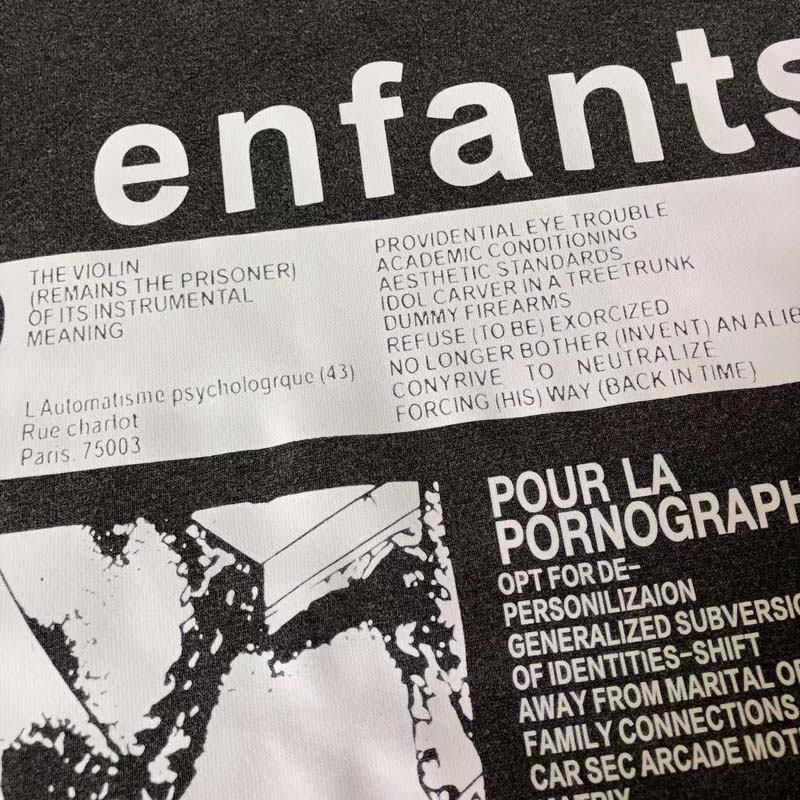 enfants
THE VIOLIN
(REMAINS THE PRISONER)
OF ITS INSTRUMENTAL
MEANING
L Automatisme psychologrque (43)
Rue charlot
Paris. 75003
PROVIDENTIAL EYE TROUBLE
ACADEMIC CONDITIONING
AESTHETIC STANDARDS
IDOL CARVER IN A TREETRUNK
DUMMY FIREARMS
REFUSE (TO BE) EXORCIZED
NO LONGER BOTHER (INVENT) AN ALIB
CONYRIVE TO NEUTRALIZE
FORCING (HIS) WAY (BACK IN TIME)
POUR LA
PORNOGRAPH
OPT FOR DE-
PERSONILIZAION
GENERALIZED SUBVERSIO
OF IDENTITIES-SHIFT
AWAY FROM MARITAL OR
FAMILY CONNECTIONS
CAR SEC ARCADE MOT
MATRIX